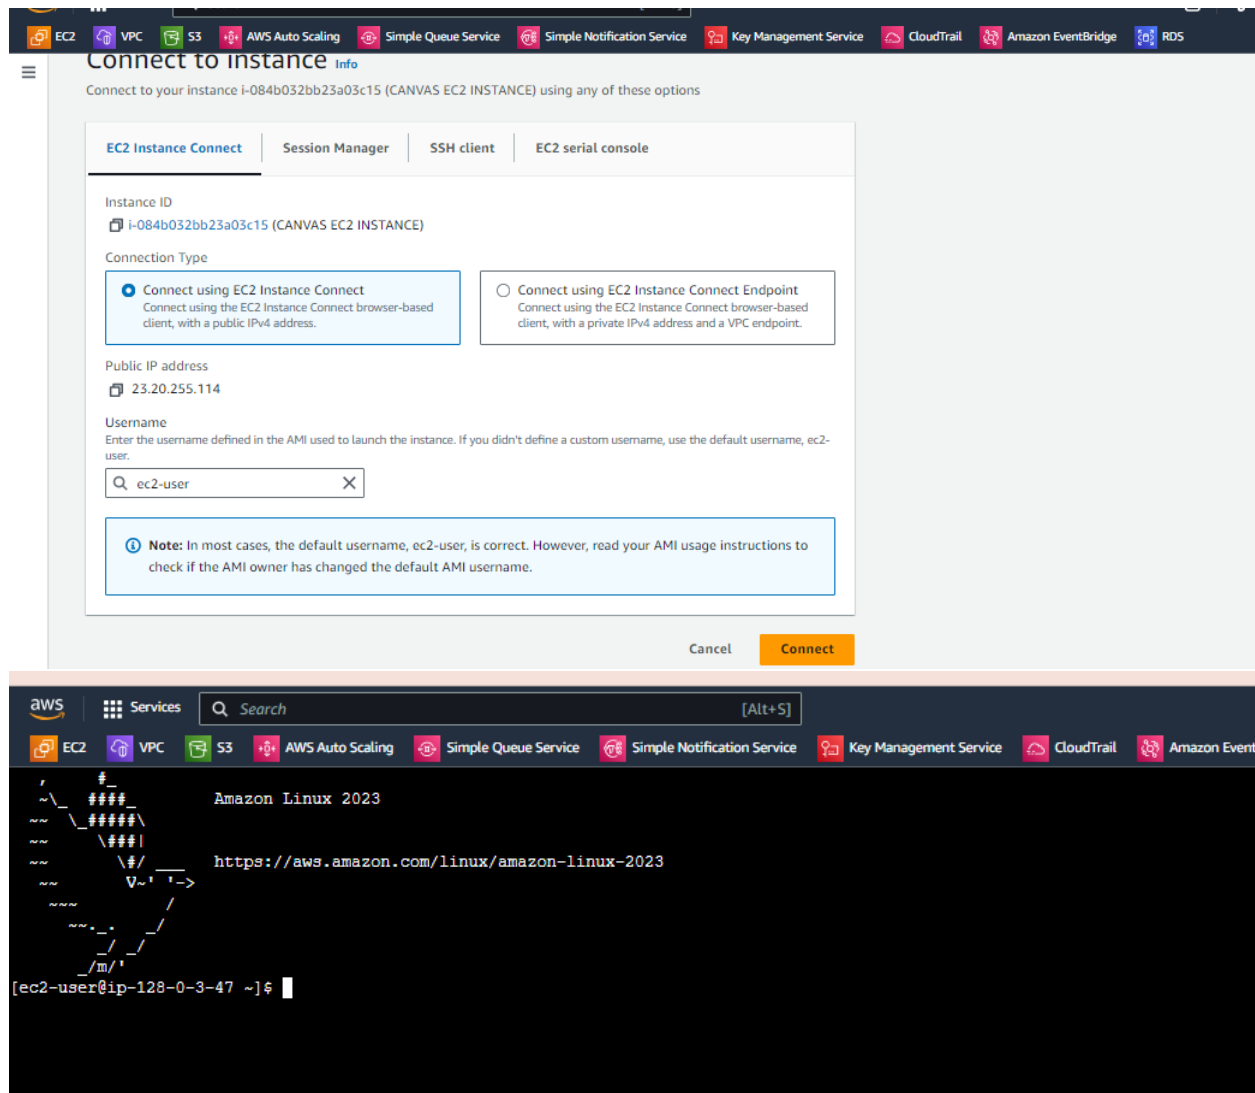 EC2 VPC S3 AWS Auto Scaling Simple Queue Service Simple Notification Service Key Management Service CloudTrail Amazon EventBridge RDS
Connect to instance Info
Connect to your instance i-084b032bb23a03c15 (CANVAS EC2 INSTANCE) using any of these options
EC2 Instance Connect Session Manager SSH client EC2 serial console
Instance ID
i-084b032bb23a03c15 (CANVAS EC2 INSTANCE)
Connection Type
Connect using EC2 Instance Connect
Connect using the EC2 Instance Connect browser-based
client, with a public IPv4 address.
Connect using EC2 Instance Connect Endpoint
Connect using the EC2 Instance Connect browser-based
client, with a private IPv4 address and a VPC endpoint.
Public IP address
23.20.255.114
Username
Enter the username defined in the AMI used to launch the instance. If you didn't define a custom username, use the default username, ec2-
user.
ec2-user
Note: In most cases, the default username, ec2-user, is correct. However, read your AMI usage instructions to
check if the AMI owner has changed the default AMI username.
Cancel Connect
aws Services Search [Alt+S]
EC2 VPC S3 AWS Auto Scaling Simple Queue Service Simple Notification Service Key Management Service CloudTrail Amazon Event
   ,     #_
   ~\_  ####_        Amazon Linux 2023
  ~~  \_#####\
  ~~     \###|
  ~~       \#/ ___   https://aws.amazon.com/linux/amazon-linux-2023
   ~~       V~' '->
    ~~~         /
      ~~._.   _/
         _/ _/
       _/m/'
[ec2-user@ip-128-0-3-47 ~]$